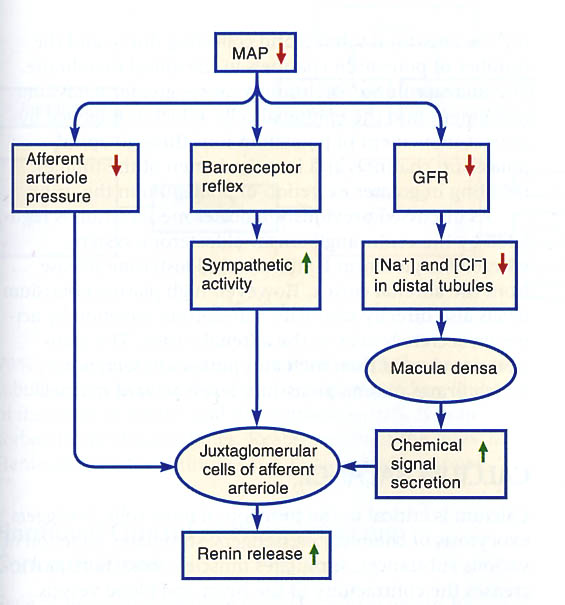 MAP
Afferent
arteriole
pressure
Baroreceptor
reflex
GFR
Sympathetic
activity
[Na⁺] and [Cl⁻]
in distal tubules
Macula densa
Juxtaglomerular
cells of afferent
arteriole
Chemical
signal
secretion
Renin release